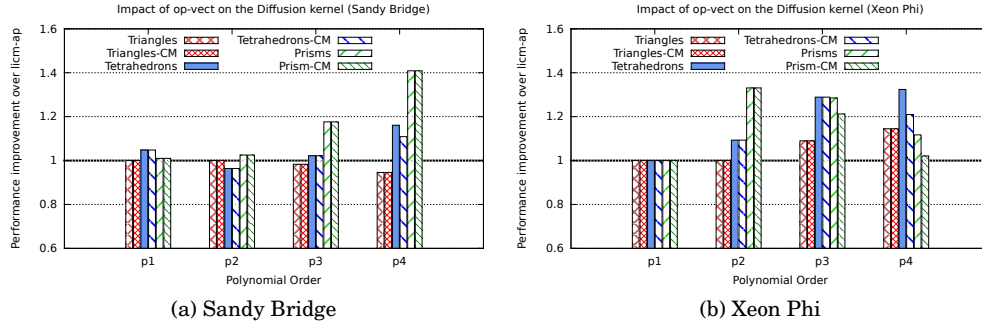 Impact of op-vect on the Diffusion kernel (Sandy Bridge)
Performance improvement over licm-ap
1.6
1.4
1.2
1
0.8
0.6
Triangles
Triangles-CM
Tetrahedrons
Tetrahedrons-CM
Prisms
Prism-CM
p1 p2 p3 p4
Polynomial Order
(a) Sandy Bridge
Impact of op-vect on the Diffusion kernel (Xeon Phi)
Performance improvement over licm-ap
1.6
1.4
1.2
1
0.8
0.6
Triangles
Triangles-CM
Tetrahedrons
Tetrahedrons-CM
Prisms
Prism-CM
p1 p2 p3 p4
Polynomial Order
(b) Xeon Phi